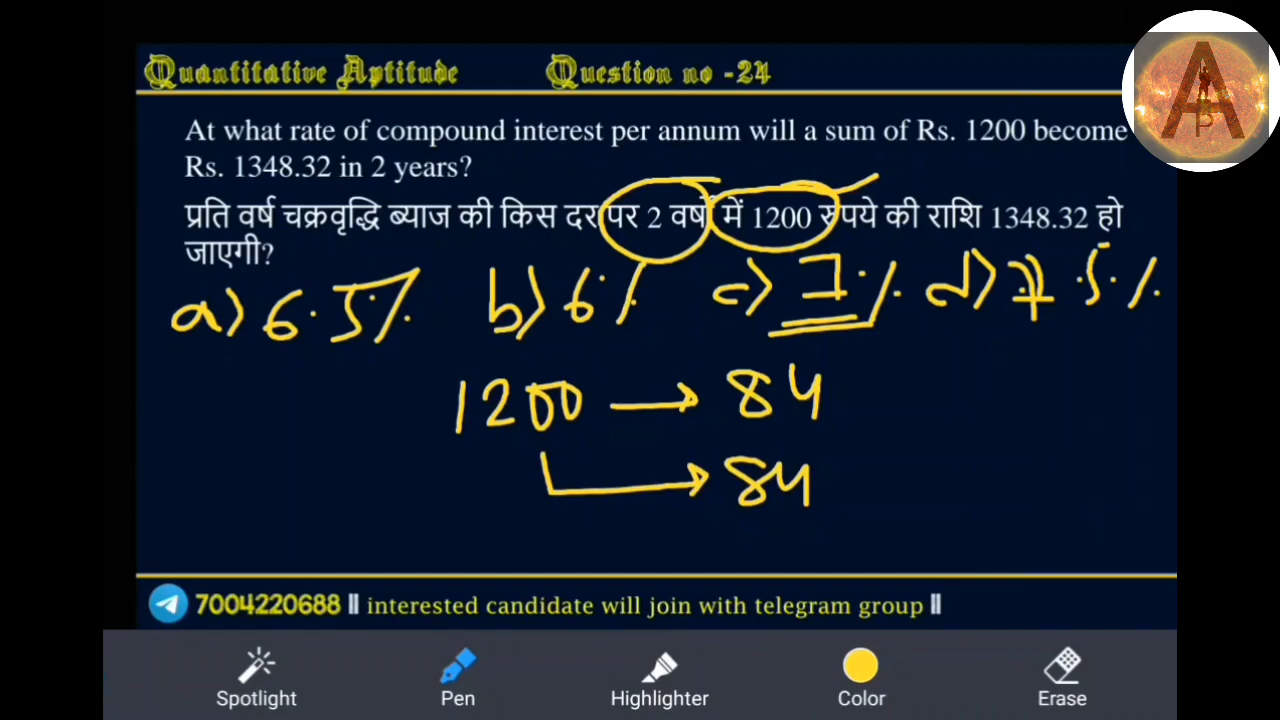 Quantitative Aptitude Question no -24
At what rate of compound interest per annum will a sum of Rs. 1200 become
Rs. 1348.32 in 2 years?
प्रति वर्ष चक्रवृद्धि ब्याज की किस दर पर 2 वर्षों में 1200 रुपये की राशि 1348.32 हो
जाएगी?
a) 6.5% b) 6% c) 7% d) 7.5%
1200 → 84
→ 84
7004220688 || interested candidate will join with telegram group ||
Spotlight Pen Highlighter Color Erase